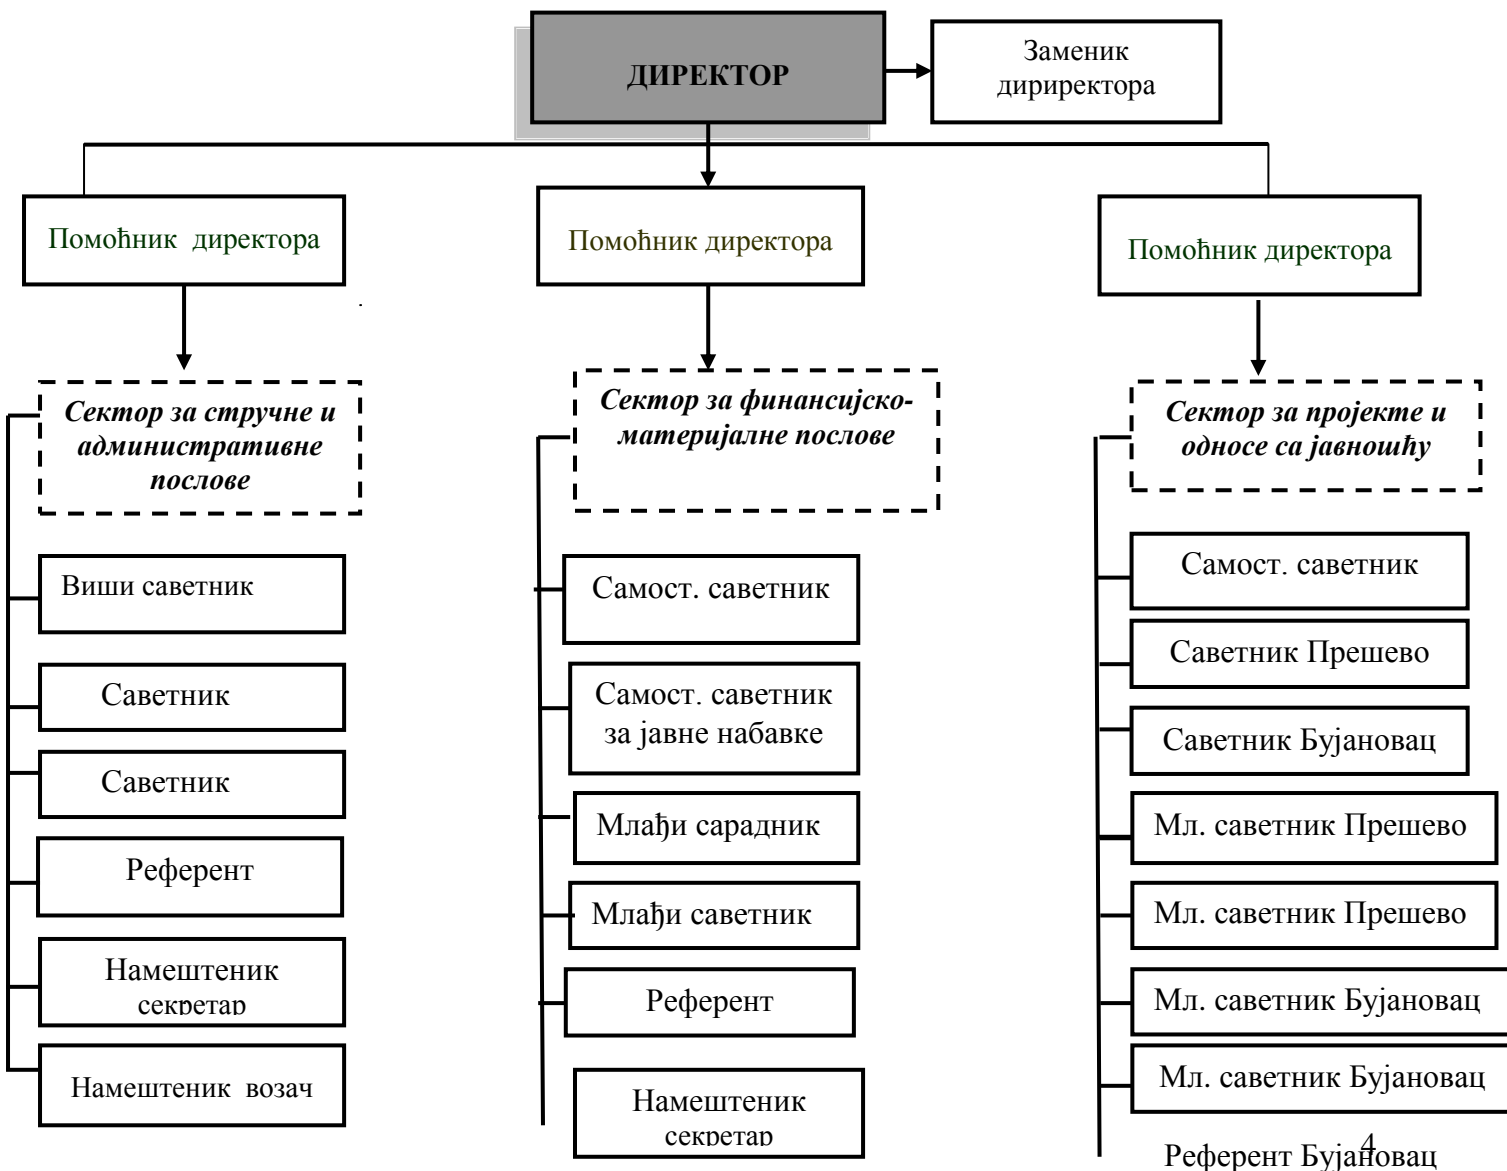 ДИРЕКТОР
Заменик
дириректора
Помоћник директора
Помоћник директора
Помоћник директора
Сектор за стручне и
административне
послове
Виши саветник
Саветник
Саветник
Референт
Намештеник
секретар
Намештеник возач
Сектор за финансијско-
материјалне послове
Самост. саветник
Самост. саветник
за јавне набавке
Млађи сарадник
Млађи саветник
Референт
Намештеник
секретар
Сектор за пројекте и
односе са јавношћу
Самост. саветник
Саветник Прешево
Саветник Бујановац
Мл. саветник Прешево
Мл. саветник Прешево
Мл. саветник Бујановац
Мл. саветник Бујановац
Референт Бујановац
4